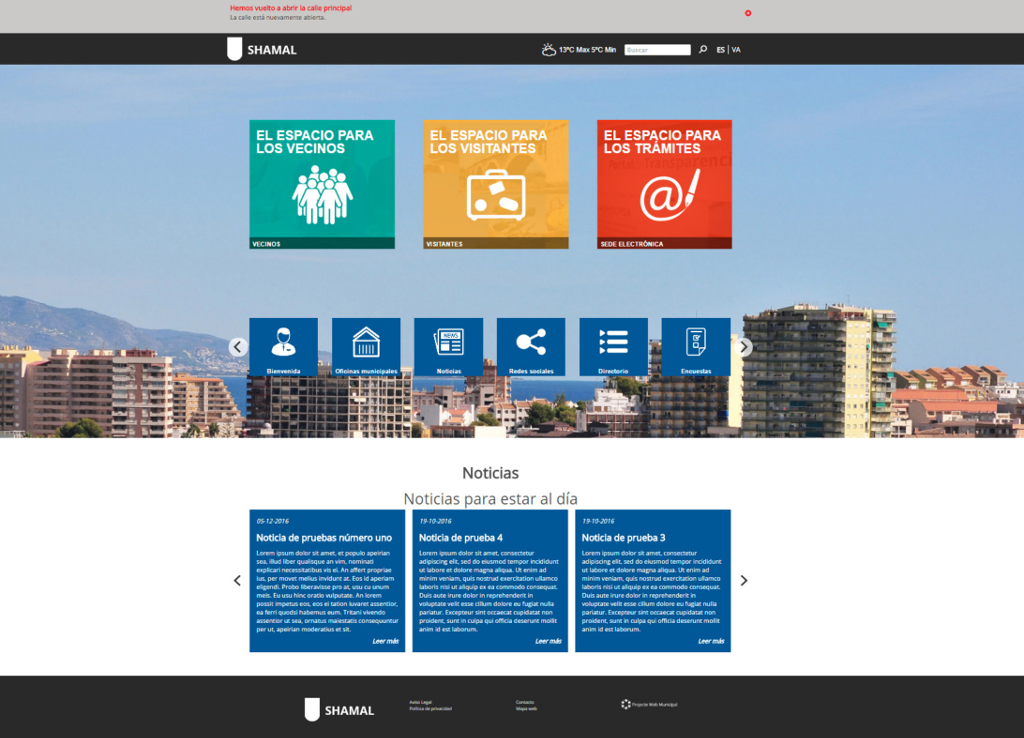 Hemos vuelto a abrir la calle principal
La calle está nuevamente abierta.
SHAMAL
13ºC Max 5ºC Min
Buscar
ES | VA
EL ESPACIO PARA
LOS VECINOS
VECINOS
EL ESPACIO PARA
LOS VISITANTES
VISITANTES
EL ESPACIO PARA
LOS TRÁMITES
SEDE ELECTRÓNICA
Bienvenida
Oficinas municipales
NEWS
Noticias
Redes sociales
Directorio
Encuestas
Noticias
Noticias para estar al día
05-12-2016
Noticia de pruebas número uno
Lorem ipsum dolor sit amet, et populo apeirian
sea, illud liber qualisque an vim, nominati
explicari necessitatibus vis ei. An affert propriae
ius, per movet melius invidunt at. Eos id aperiam
eligendi. Probo liberavisse pro at, usu cu unum
meis. Eu usu hinc oratio vulputate. An lorem
possit impetus eos, eos ei tation iuvaret assentior,
ea ferri quodsi habemus eum. Tritani vivendo
assentior ut sea, ornatus maiestatis consequuntur
per ut, apeirian moderatius et sit.
Leer más
19-10-2016
Noticia de prueba 4
Lorem ipsum dolor sit amet, consectetur
adipiscing elit, sed do eiusmod tempor incididunt
ut labore et dolore magna aliqua. Ut enim ad
minim veniam, quis nostrud exercitation ullamco
laboris nisi ut aliquip ex ea commodo consequat.
Duis aute irure dolor in reprehenderit in
voluptate velit esse cillum dolore eu fugiat nulla
pariatur. Excepteur sint occaecat cupidatat non
proident, sunt in culpa qui officia deserunt mollit
anim id est laborum.
Leer más
19-10-2016
Noticia de prueba 3
Lorem ipsum dolor sit amet, consectetur
adipiscing elit, sed do eiusmod tempor incididunt
ut labore et dolore magna aliqua. Ut enim ad
minim veniam, quis nostrud exercitation ullamco
laboris nisi ut aliquip ex ea commodo consequat.
Duis aute irure dolor in reprehenderit in
voluptate velit esse cillum dolore eu fugiat nulla
pariatur. Excepteur sint occaecat cupidatat non
proident, sunt in culpa qui officia deserunt mollit
anim id est laborum.
Leer más
SHAMAL
Aviso Legal
Política de privacidad
Contacto
Mapa web
Projecte Web Municipal